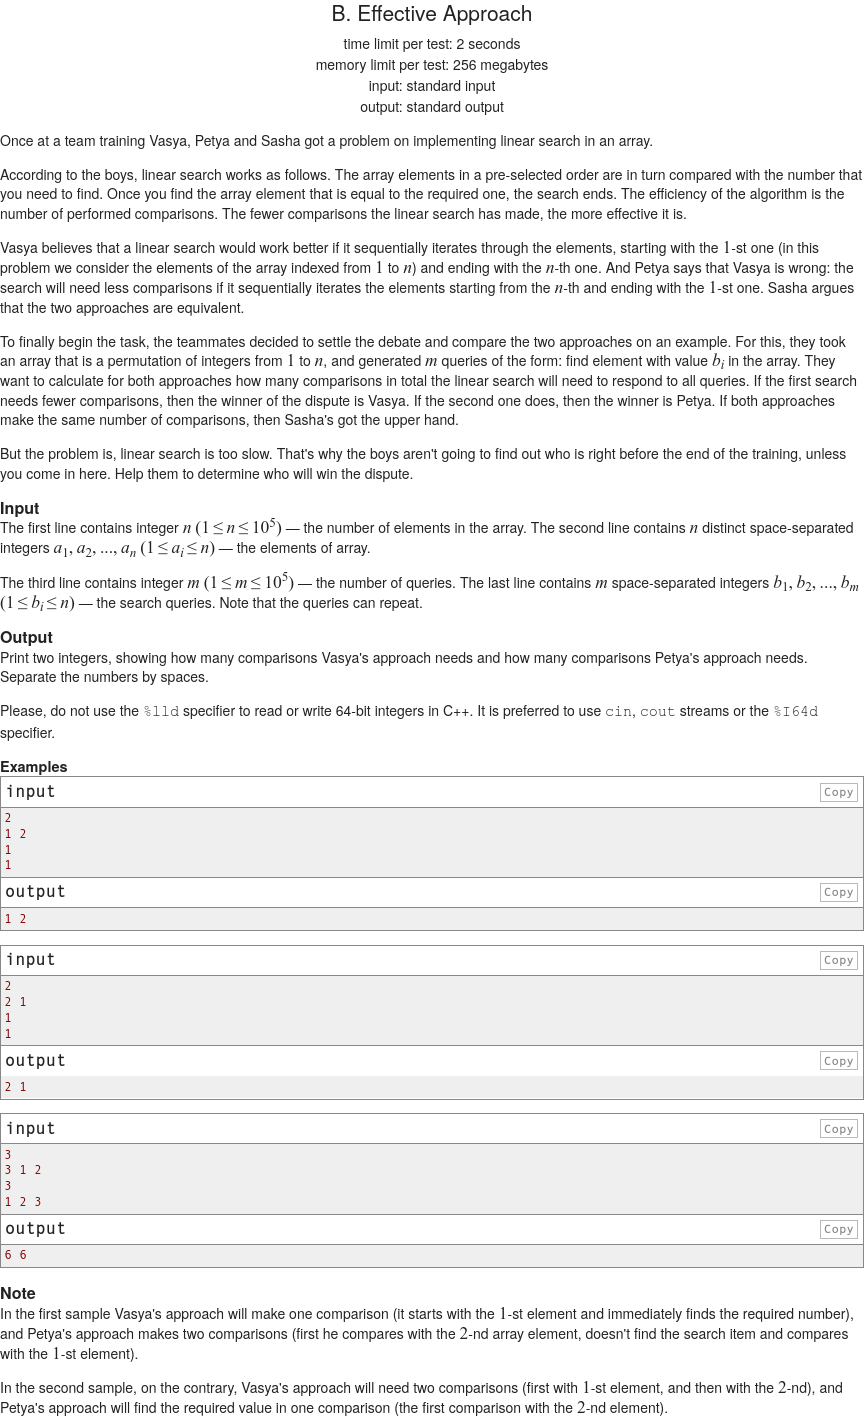 B. Effective Approach
time limit per test: 2 seconds
memory limit per test: 256 megabytes
input: standard input
output: standard output
Once at a team training Vasya, Petya and Sasha got a problem on implementing linear search in an array.
According to the boys, linear search works as follows. The array elements in a pre-selected order are in turn compared with the number that
you need to find. Once you find the array element that is equal to the required one, the search ends. The efficiency of the algorithm is the
number of performed comparisons. The fewer comparisons the linear search has made, the more effective it is.
Vasya believes that a linear search would work better if it sequentially iterates through the elements, starting with the 1-st one (in this
problem we consider the elements of the array indexed from 1 to n) and ending with the n-th one. And Petya says that Vasya is wrong: the
search will need less comparisons if it sequentially iterates the elements starting from the n-th and ending with the 1-st one. Sasha argues
that the two approaches are equivalent.
To finally begin the task, the teammates decided to settle the debate and compare the two approaches on an example. For this, they took
an array that is a permutation of integers from 1 to n, and generated m queries of the form: find element with value b_i in the array. They
want to calculate for both approaches how many comparisons in total the linear search will need to respond to all queries. If the first search
needs fewer comparisons, then the winner of the dispute is Vasya. If the second one does, then the winner is Petya. If both approaches
make the same number of comparisons, then Sasha's got the upper hand.
But the problem is, linear search is too slow. That's why the boys aren't going to find out who is right before the end of the training, unless
you come in here. Help them to determine who will win the dispute.
Input
The first line contains integer n (1 ≤ n ≤ 10^5) — the number of elements in the array. The second line contains n distinct space-separated
integers a_1, a_2, ..., a_n (1 ≤ a_i ≤ n) — the elements of array.
The third line contains integer m (1 ≤ m ≤ 10^5) — the number of queries. The last line contains m space-separated integers b_1, b_2, ..., b_m
(1 ≤ b_i ≤ n) — the search queries. Note that the queries can repeat.
Output
Print two integers, showing how many comparisons Vasya's approach needs and how many comparisons Petya's approach needs.
Separate the numbers by spaces.
Please, do not use the %lld specifier to read or write 64-bit integers in C++. It is preferred to use cin, cout streams or the %I64d
specifier.
Examples
input Copy
2
1 2
1
1
output Copy
1 2
input Copy
2
2 1
1
1
output Copy
2 1
input Copy
3
3 1 2
3
1 2 3
output Copy
6 6
Note
In the first sample Vasya's approach will make one comparison (it starts with the 1-st element and immediately finds the required number),
and Petya's approach makes two comparisons (first he compares with the 2-nd array element, doesn't find the search item and compares
with the 1-st element).
In the second sample, on the contrary, Vasya's approach will need two comparisons (first with 1-st element, and then with the 2-nd), and
Petya's approach will find the required value in one comparison (the first comparison with the 2-nd element).